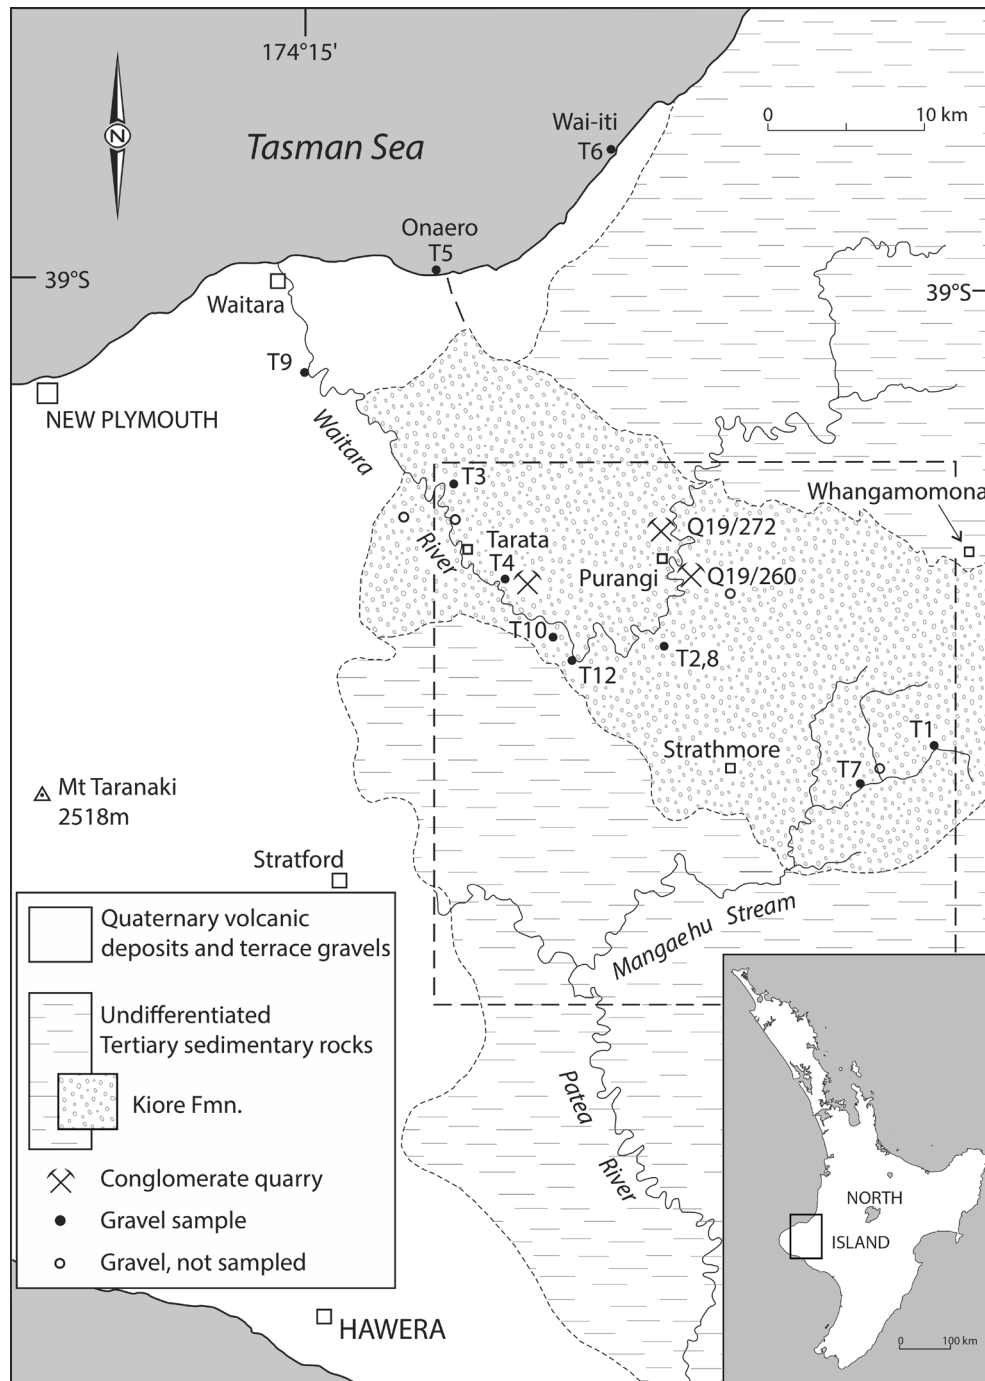 174°15'
0 10 km
Tasman Sea
Wai-iti
T6
Onaero
T5
39°S
39°S
Waitara
T9
NEW PLYMOUTH
Waitara
River
T3
Whangamomona
Q19/272
Tarata
T4
Purangi
Q19/260
T10
T12
T2,8
T1
Strathmore
T7
Mt Taranaki
2518m
Stratford
Mangaehu Stream
Patea
River
Quaternary volcanic
deposits and terrace gravels
Undifferentiated
Tertiary sedimentary rocks
Kiore Fmn.
Conglomerate quarry
Gravel sample
Gravel, not sampled
HAWERA
NORTH
ISLAND
0 100 km
N